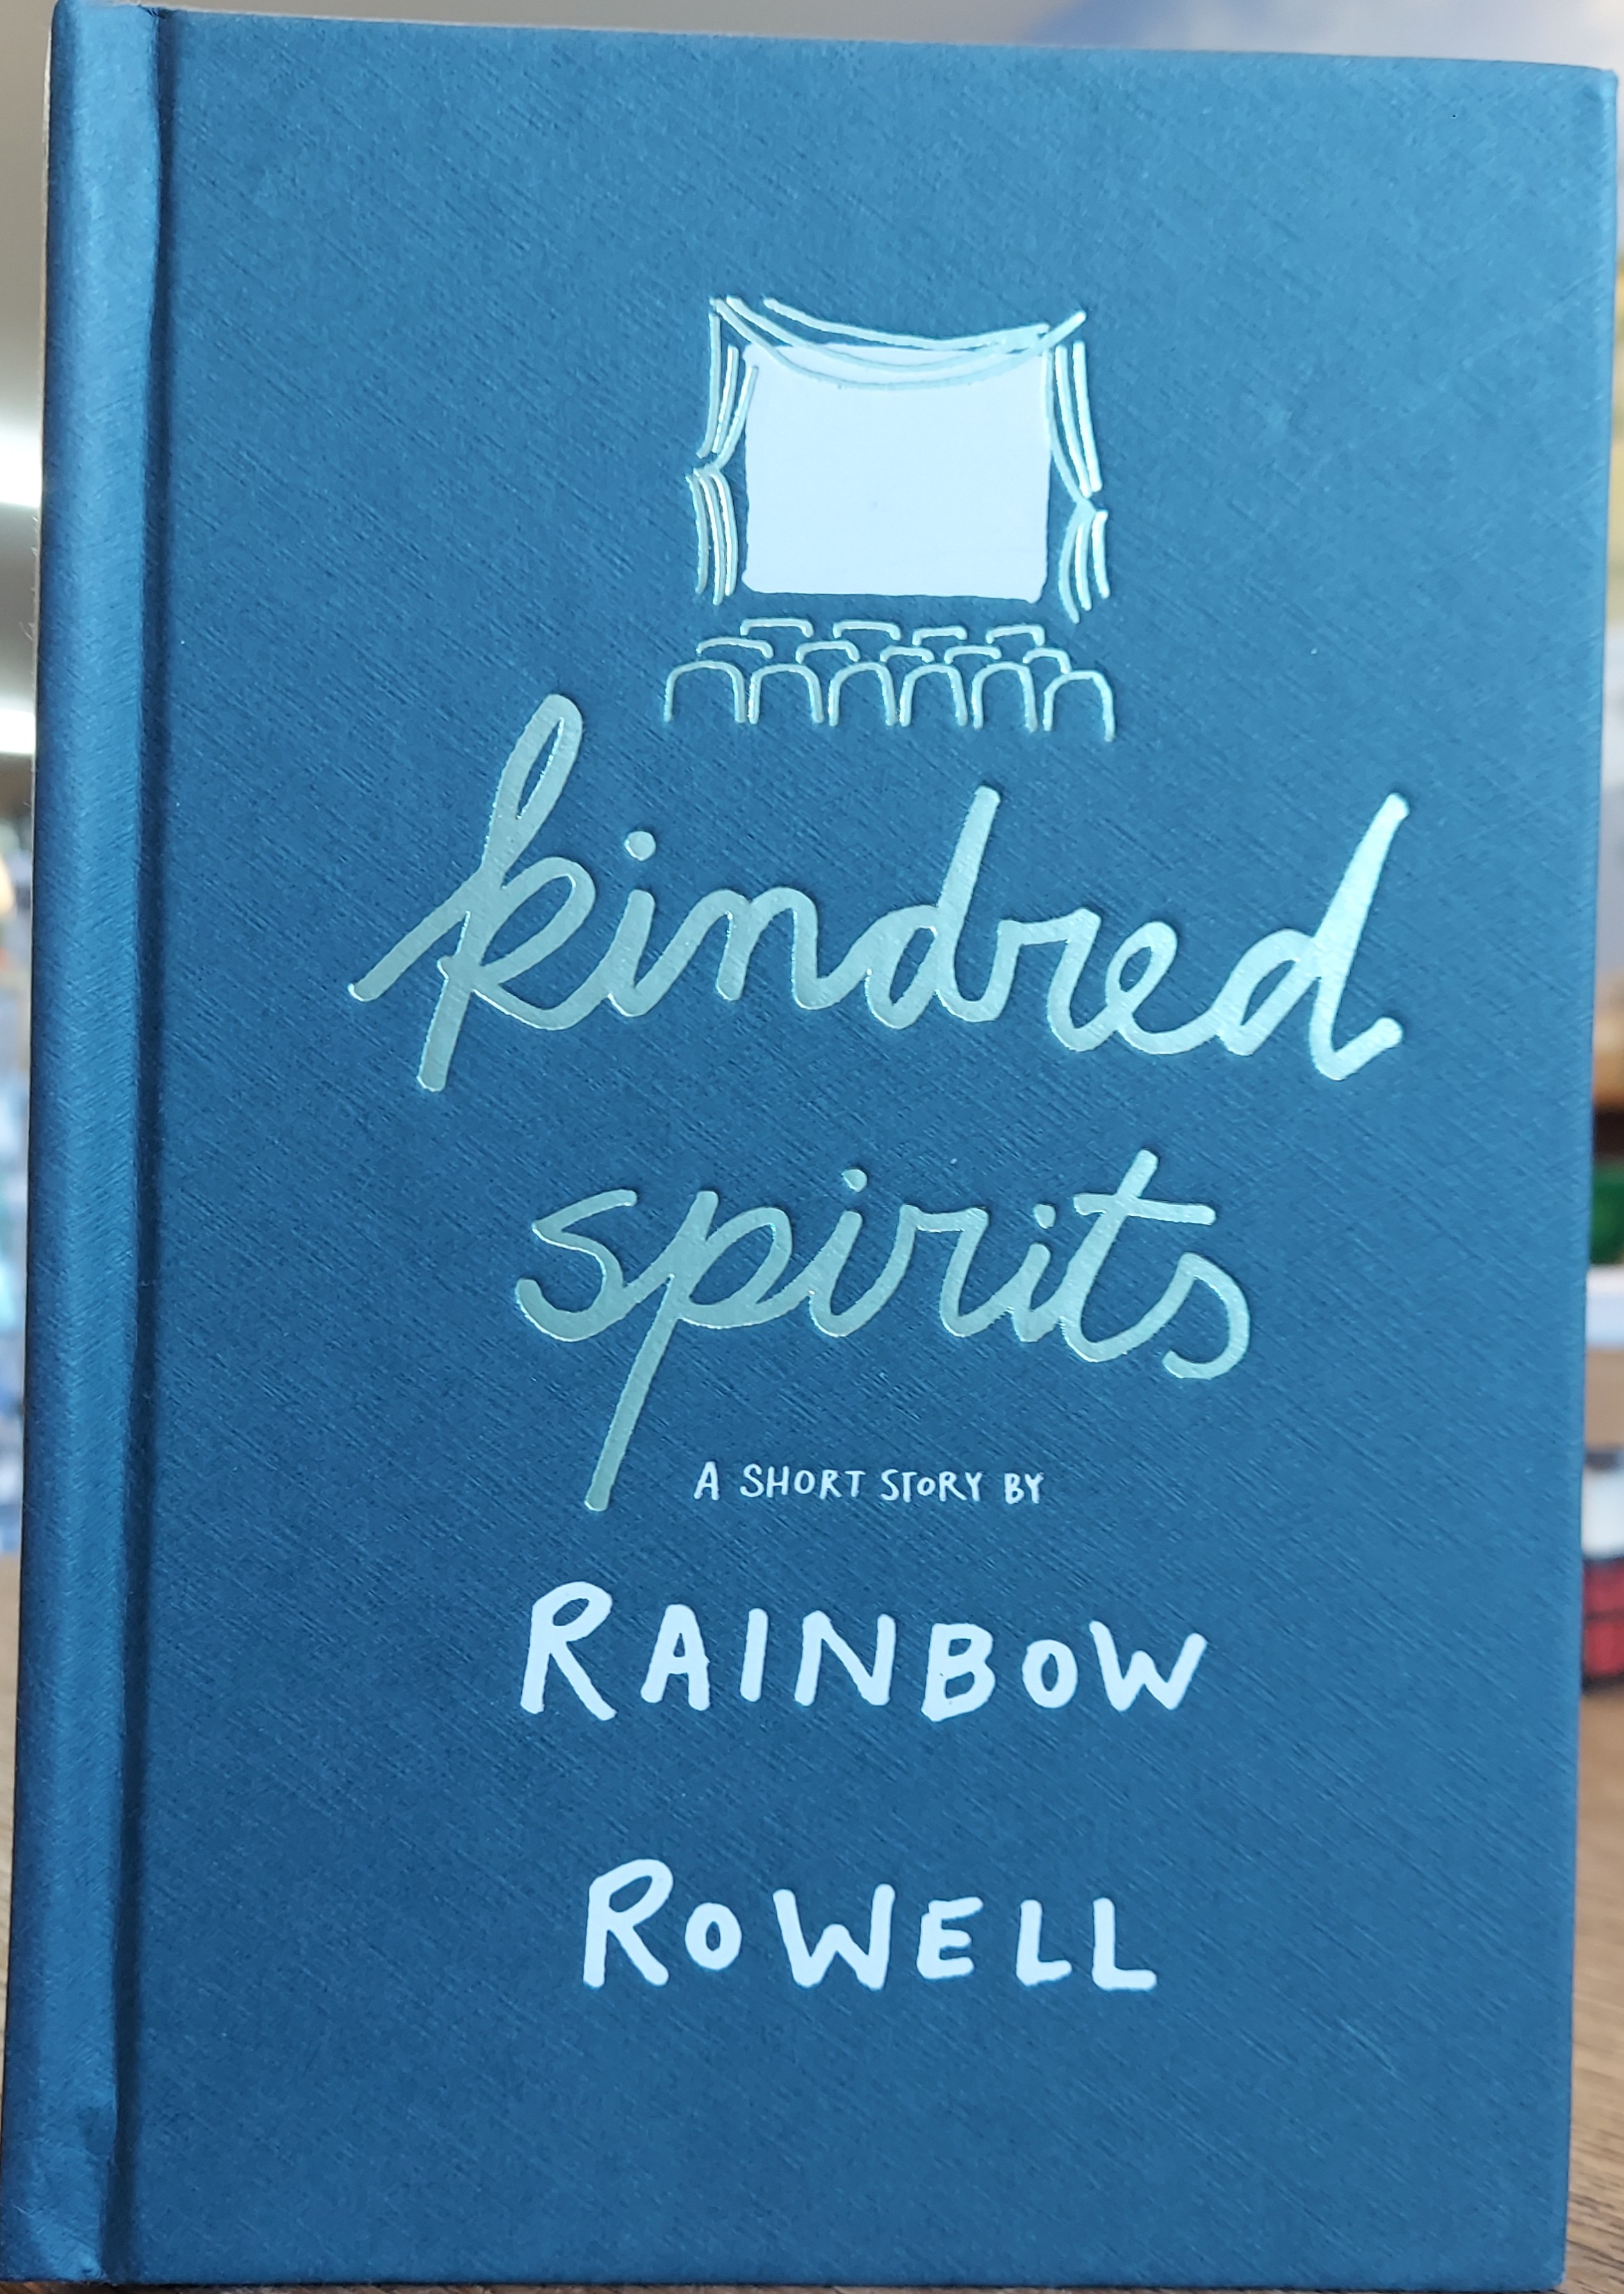 kindred
spirits
A SHORT STORY BY
RAINBOW
ROWELL